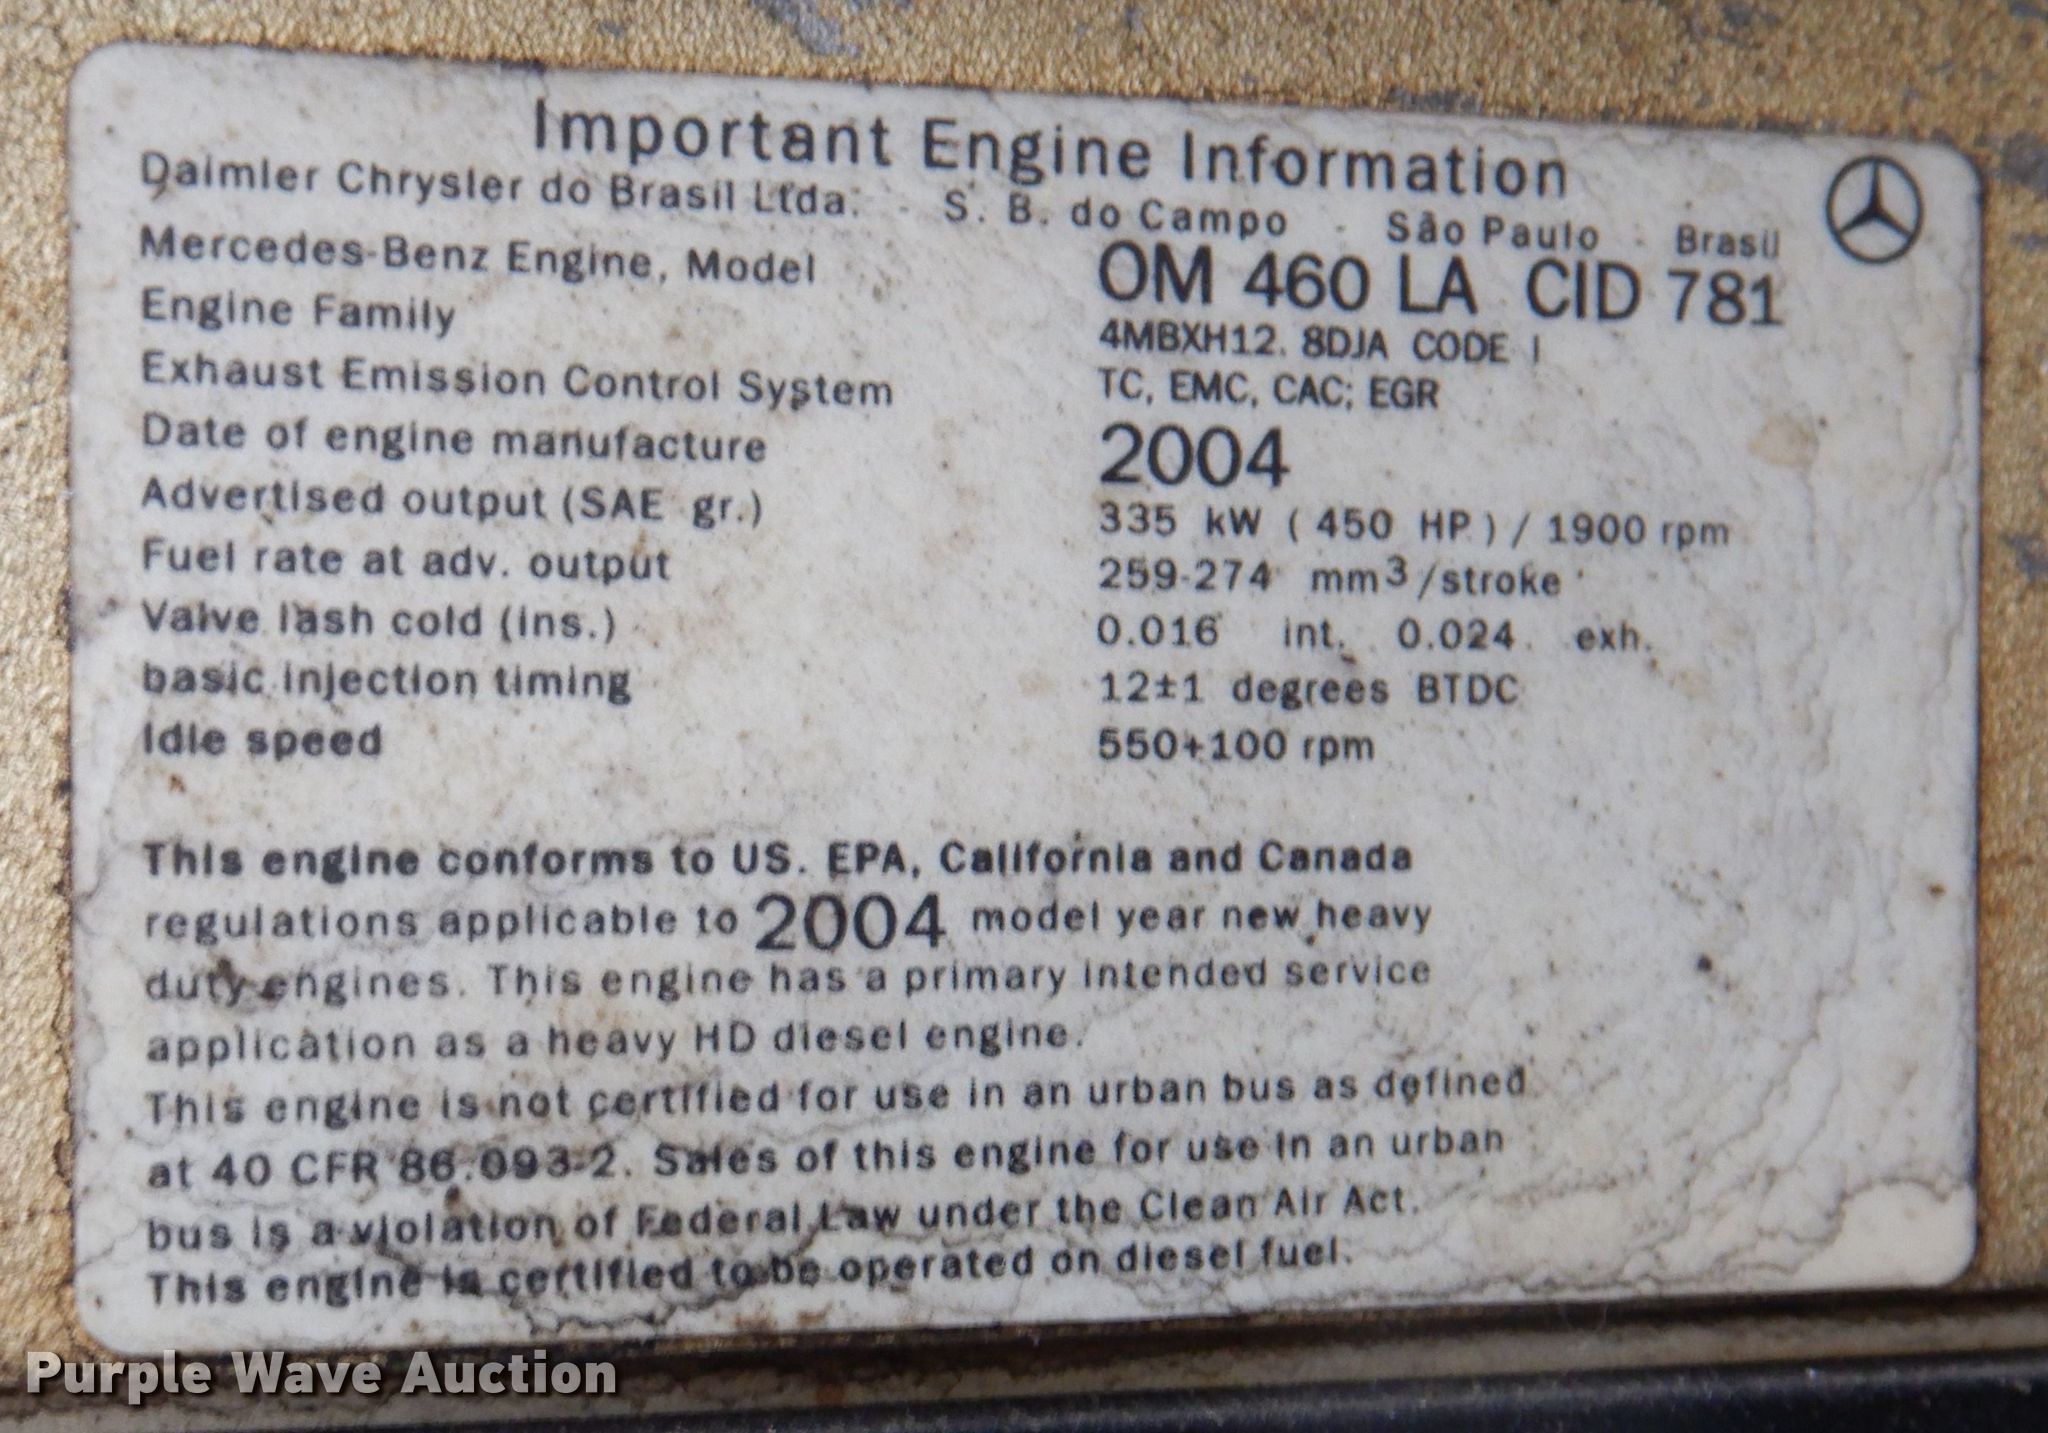 Important Engine Information
Daimler Chrysler do Brasil Ltda. - S. B. do Campo - São Paulo - Brasil
Mercedes-Benz Engine, Model OM 460 LA CID 781
Engine Family 4MBXH12. 8DJA CODE I
Exhaust Emission Control System TC, EMC, CAC; EGR
Date of engine manufacture 2004
Advertised output (SAE gr.) 335 kW ( 450 HP ) / 1900 rpm
Fuel rate at adv. output 259-274 mm3/stroke
Valve lash cold (ins.) 0.016 int. 0.024 exh.
basic injection timing 12±1 degrees BTDC
Idle speed 550+100 rpm
This engine conforms to US. EPA, California and Canada
regulations applicable to 2004 model year new heavy
duty engines. This engine has a primary intended service
application as a heavy HD diesel engine.
This engine is not certified for use in an urban bus as defined
at 40 CFR 86.093-2. Sales of this engine for use in an urban
bus is a violation of Federal Law under the Clean Air Act.
This engine is certified to be operated on diesel fuel.
Purple Wave Auction